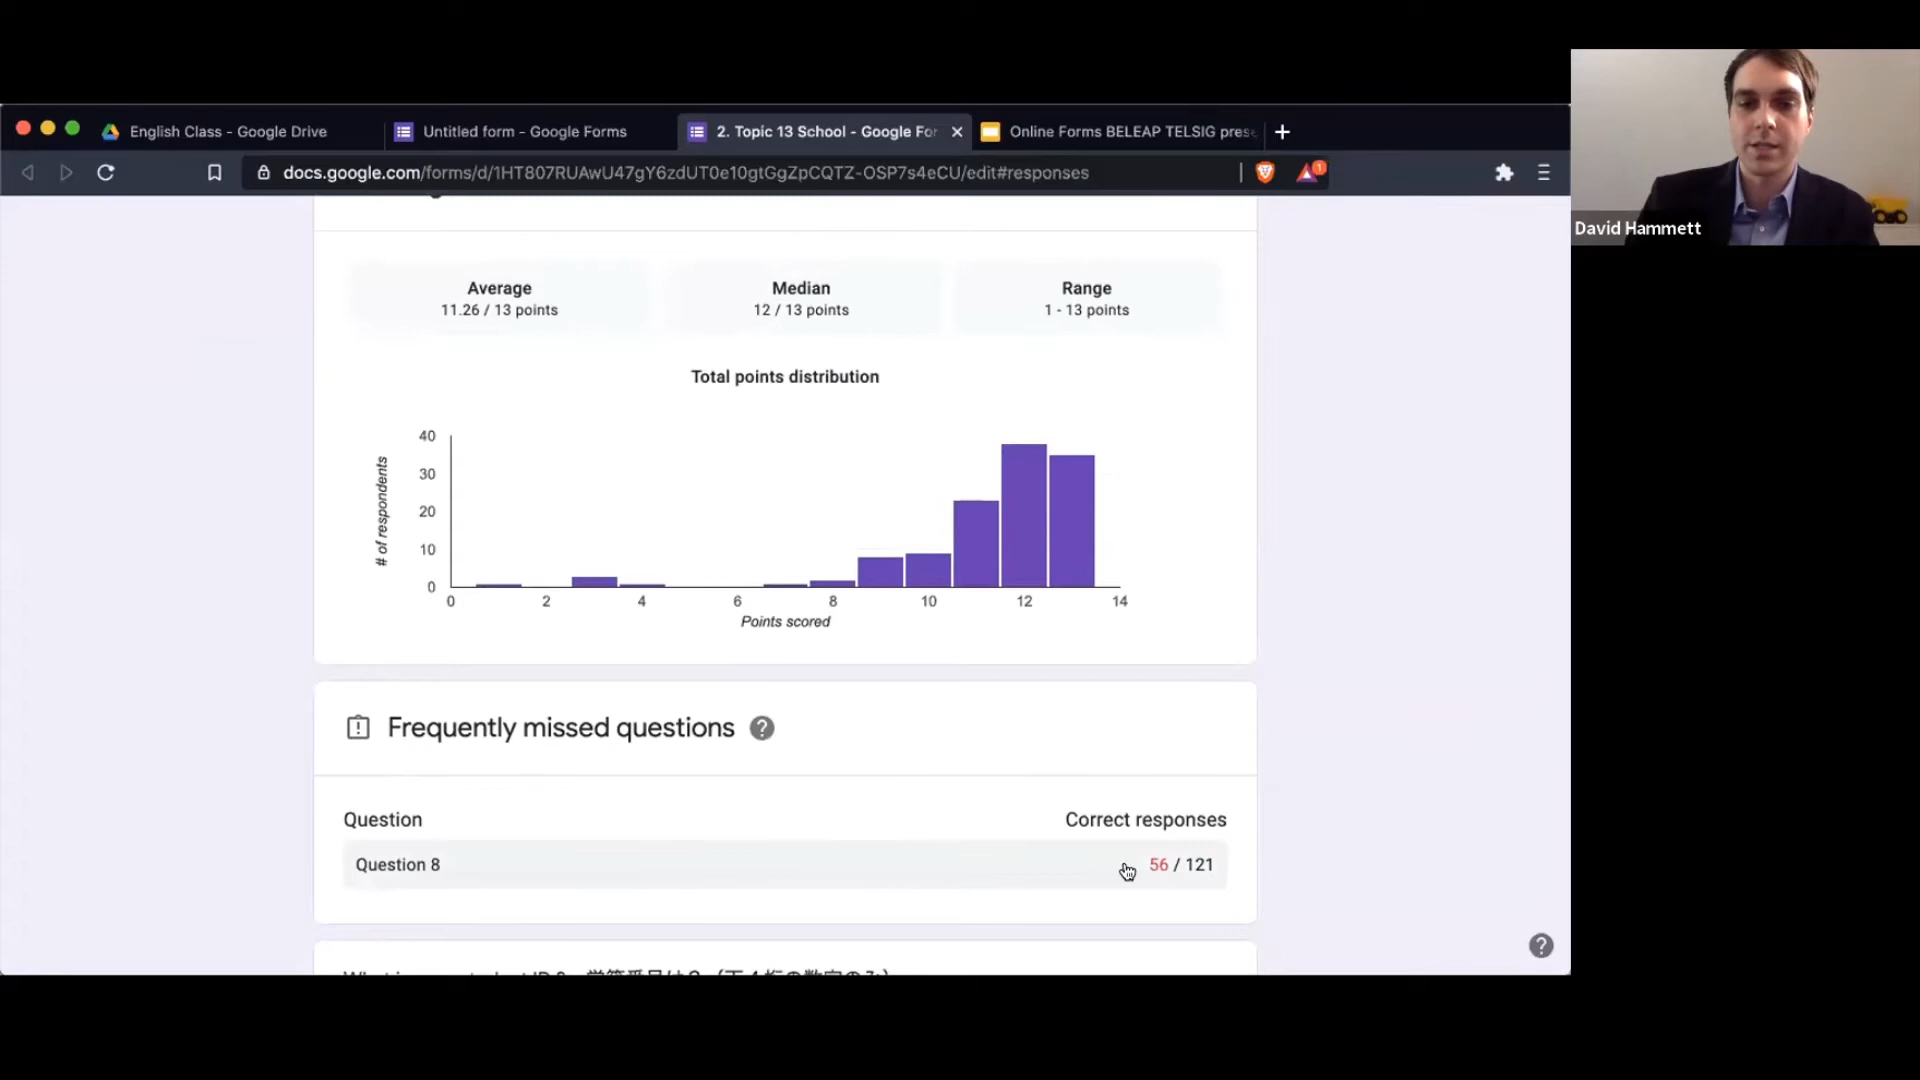 English Class - Google Drive
Untitled form - Google Forms
2. Topic 13 School - Google For
Online Forms BELEAP TELSIG prese
docs.google.com/forms/d/1HT807RUAwU47gY6zdUT0e10gtGgZpCQTZ-OSP7s4eCU/edit#responses
1
David Hammett
Average
11.26 / 13 points
Median
12 / 13 points
Range
1 - 13 points
Total points distribution
# of respondents
40
30
20
10
0
0 2 4 6 8 10 12 14
Points scored
Frequently missed questions
Question
Correct responses
Question 8
56 / 121